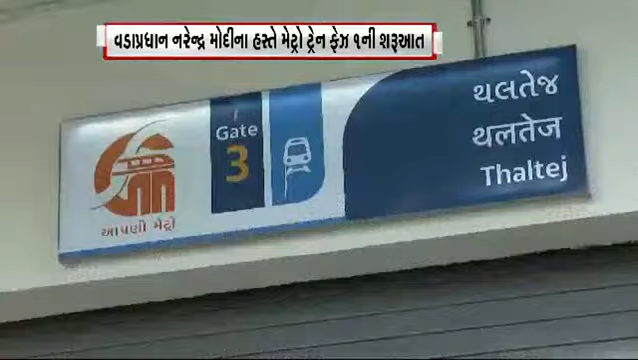 વડાપ્રધાન નરેન્દ્ર મોદીના હસ્તે મેટ્રો ટ્રેન ફેઝ ૧ની શરૂઆત
આપણી મેટ્રો
Gate
3
થલતેજ
थलतेज
Thaltej